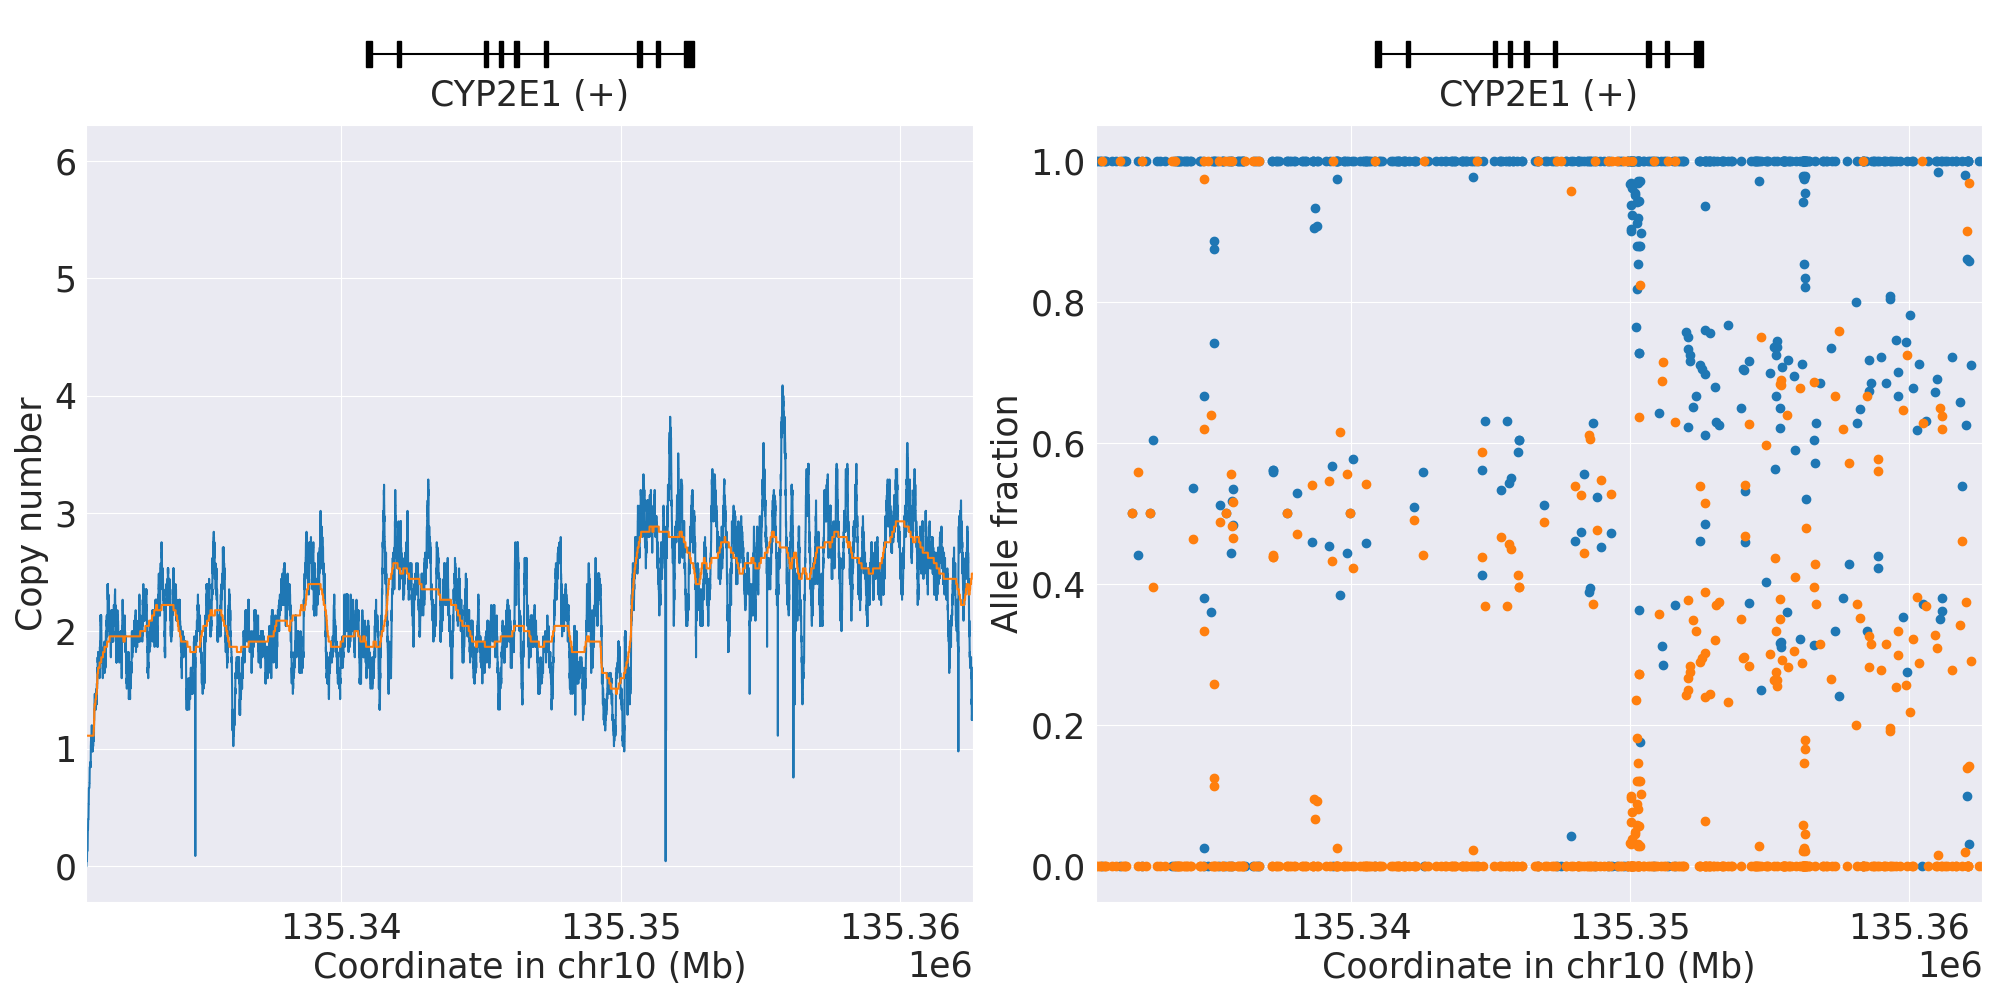 CYP2E1 (+)
Copy number
6
5
4
3
2
1
0
135.34 135.35 135.36
Coordinate in chr10 (Mb)
1e6
CYP2E1 (+)
Allele fraction
1.0
0.8
0.6
0.4
0.2
0.0
135.34 135.35 135.36
Coordinate in chr10 (Mb)
1e6